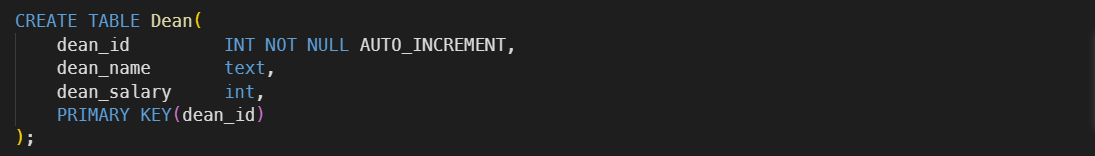 CREATE TABLE Dean(
    dean_id         INT NOT NULL AUTO_INCREMENT,
    dean_name       text,
    dean_salary     int,
    PRIMARY KEY(dean_id)
);